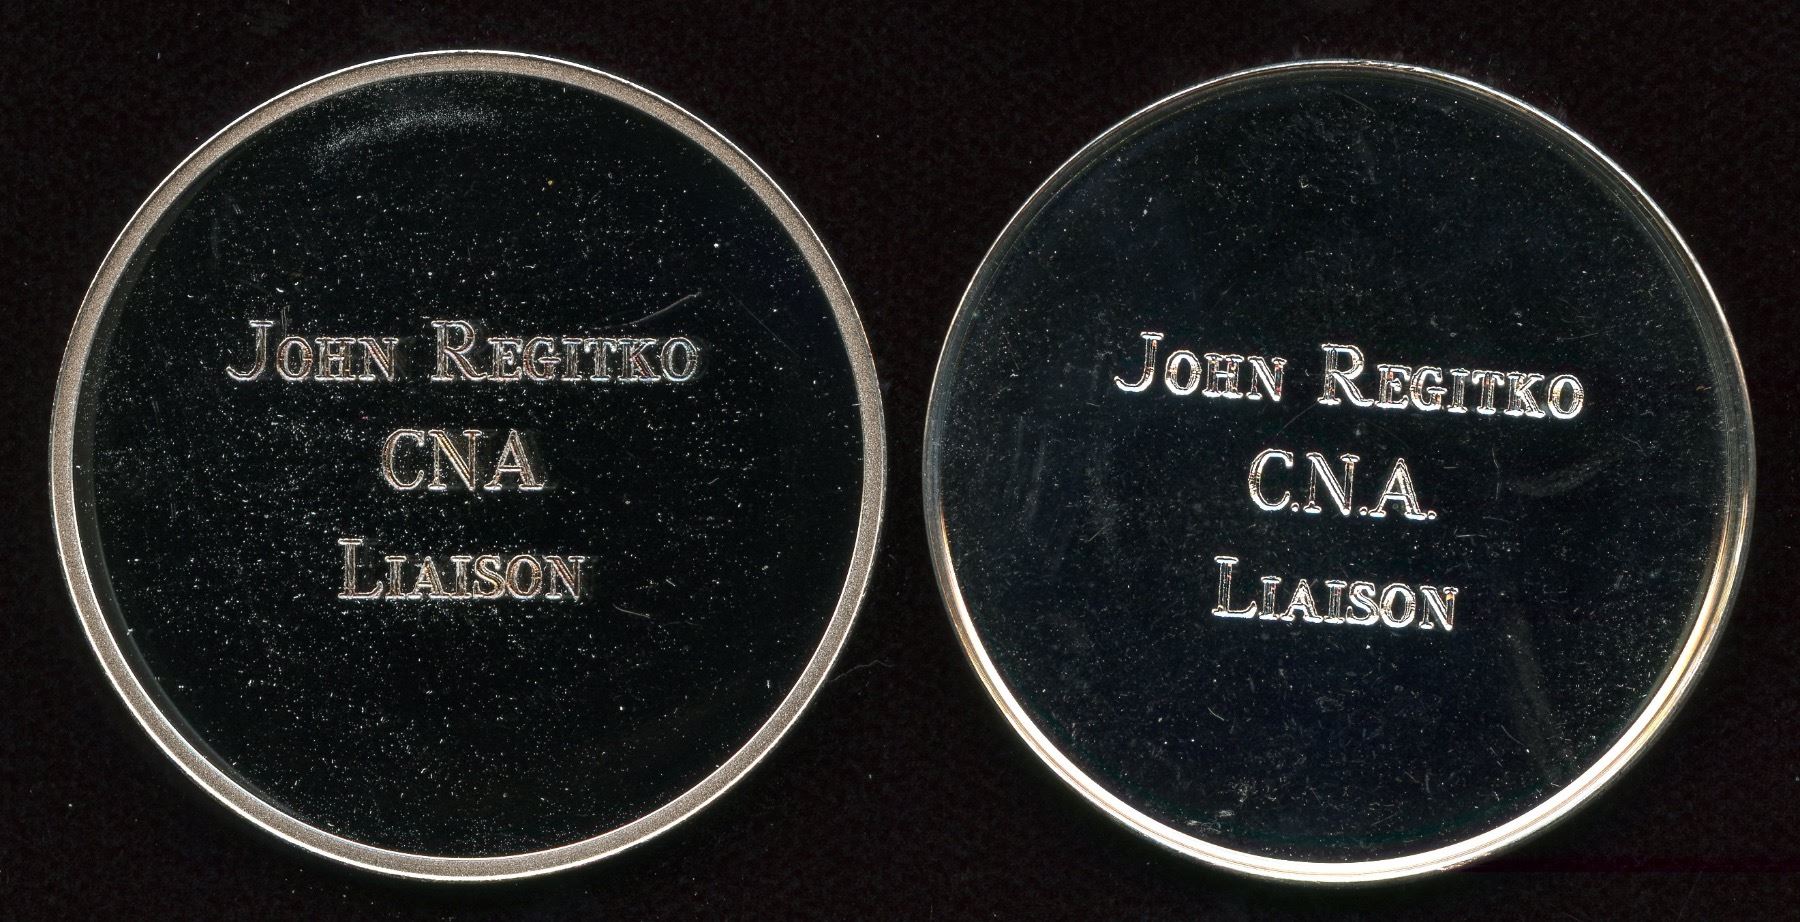 John Regitko
CNA
Liaison
John Regitko
C.N.A.
Liaison